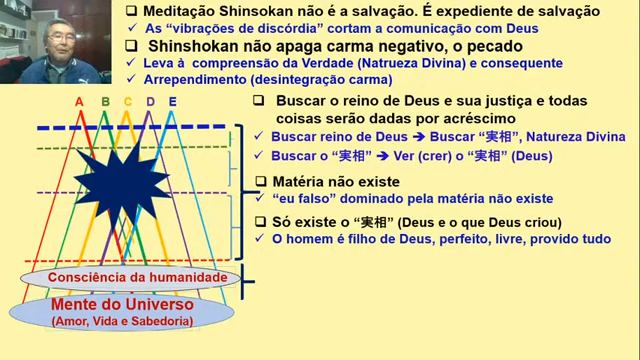 Meditação Shinsokan não é a salvação. É expediente de salvação
As “vibrações de discórdia” cortam a comunicação com Deus
Shinshokan não apaga carma negativo, o pecado
Leva à compreensão da Verdade (Natrueza Divina) e consequente
Arrependimento (desintegração carma)
A B C D E
Buscar o reino de Deus e sua justiça e todas
coisas serão dadas por acréscimo
Buscar reino de Deus ➔ Buscar “実相”, Natureza Divina
Buscar o “実相” ➔ Ver (crer) o “実相” (Deus)
Matéria não existe
“eu falso” dominado pela matéria não existe
Só existe o “実相” (Deus e o que Deus criou)
O homem é filho de Deus, perfeito, livre, provido tudo
Consciência da humanidade
Mente do Universo
(Amor, Vida e Sabedoria)